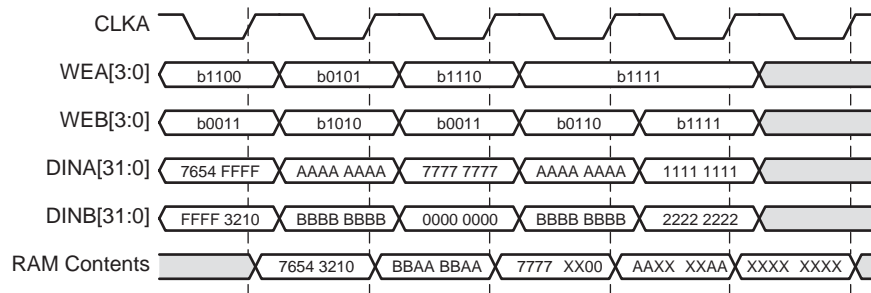 CLKA
WEA[3:0] b1100 b0101 b1110 b1111
WEB[3:0] b0011 b1010 b0011 b0110 b1111
DINA[31:0] 7654 FFFF AAAA AAAA 7777 7777 AAAA AAAA 1111 1111
DINB[31:0] FFFF 3210 BBBB BBBB 0000 0000 BBBB BBBB 2222 2222
RAM Contents 7654 3210 BBAA BBAA 7777 XX00 AAXX XXAA XXXX XXXX